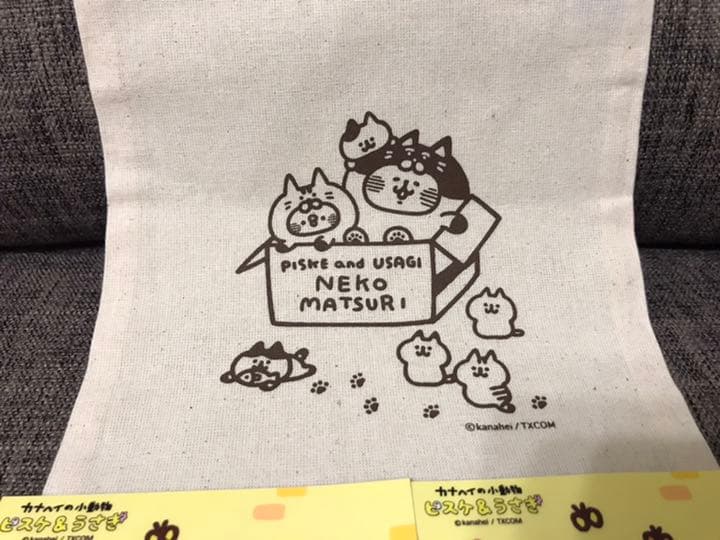 PISKE and USAGI
NEKO
MATSURI
©kanahei / TXCOM
カナヘイの小動物
ピスケ&うさぎ
©kanahei / TXCOM
カナヘイの小動物
ピスケ&うさぎ
©kanahei / TXCOM